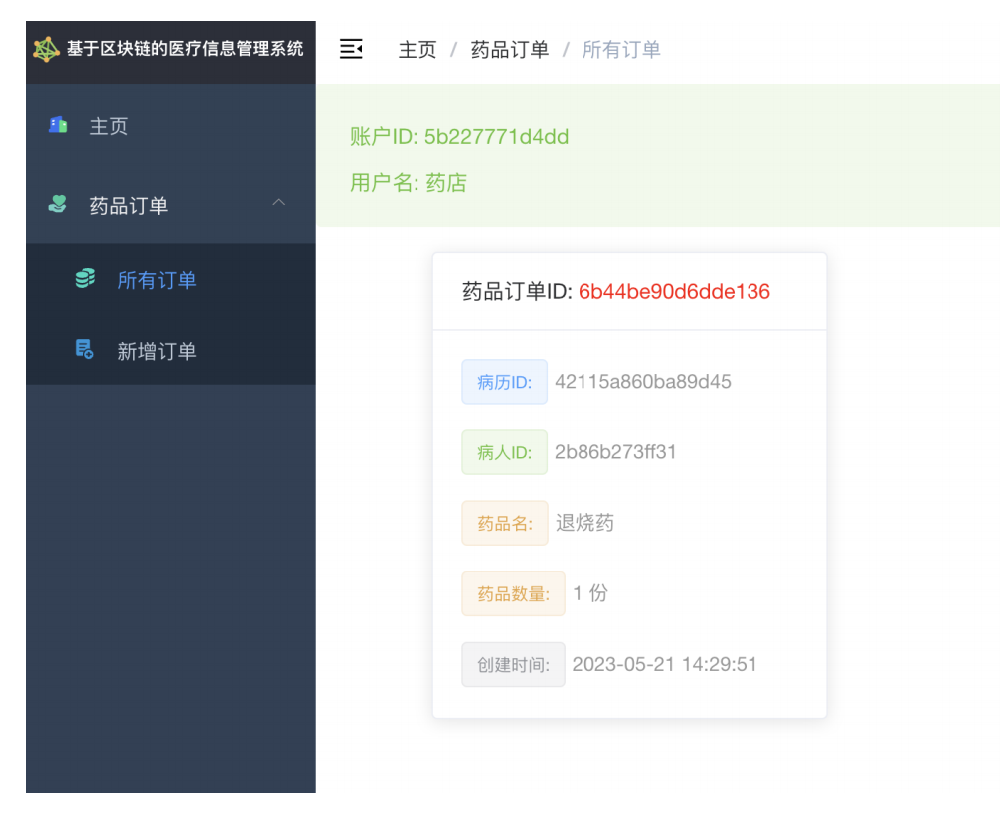 基于区块链的医疗信息管理系统
主页 / 药品订单 / 所有订单
主页
药品订单
所有订单
新增订单
账户ID: 5b227771d4dd
用户名: 药店
药品订单ID: 6b44be90d6dde136
病历ID: 42115a860ba89d45
病人ID: 2b86b273ff31
药品名: 退烧药
药品数量: 1 份
创建时间: 2023-05-21 14:29:51